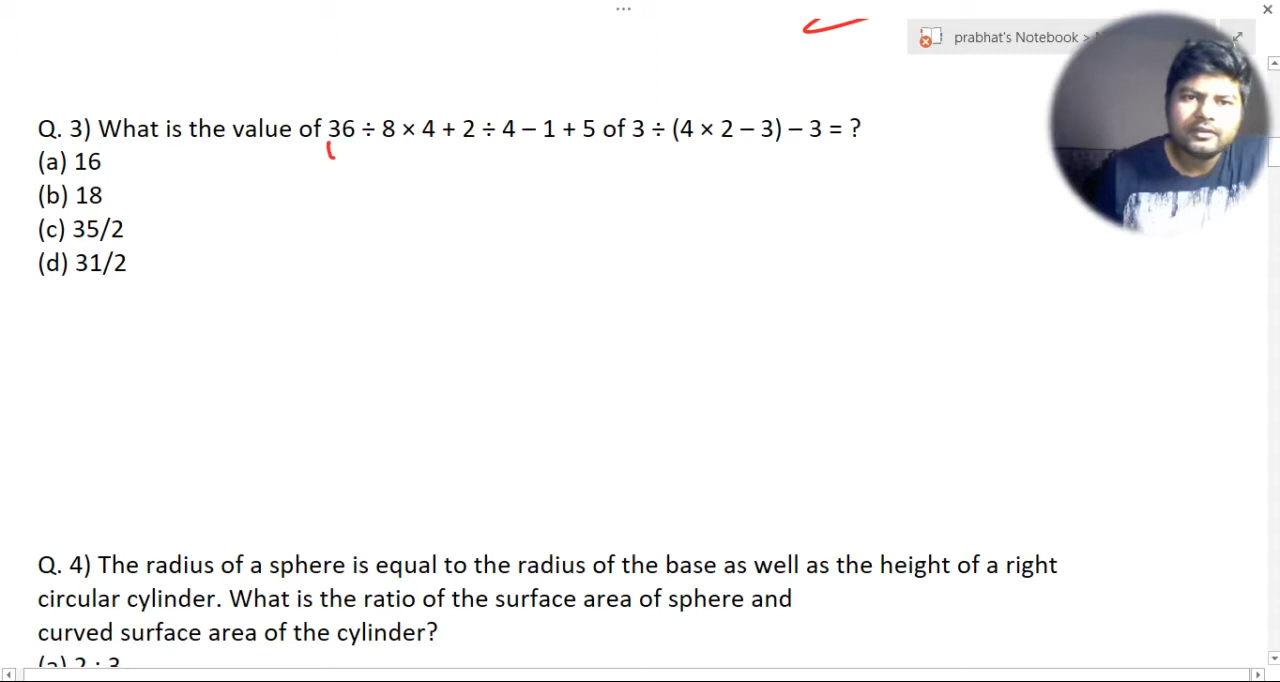 prabhat's Notebook >
Q. 3) What is the value of 36 ÷ 8 × 4 + 2 ÷ 4 – 1 + 5 of 3 ÷ (4 × 2 – 3) – 3 = ?
(a) 16
(b) 18
(c) 35/2
(d) 31/2
Q. 4) The radius of a sphere is equal to the radius of the base as well as the height of a right
circular cylinder. What is the ratio of the surface area of sphere and
curved surface area of the cylinder?
(a) 2 : 3